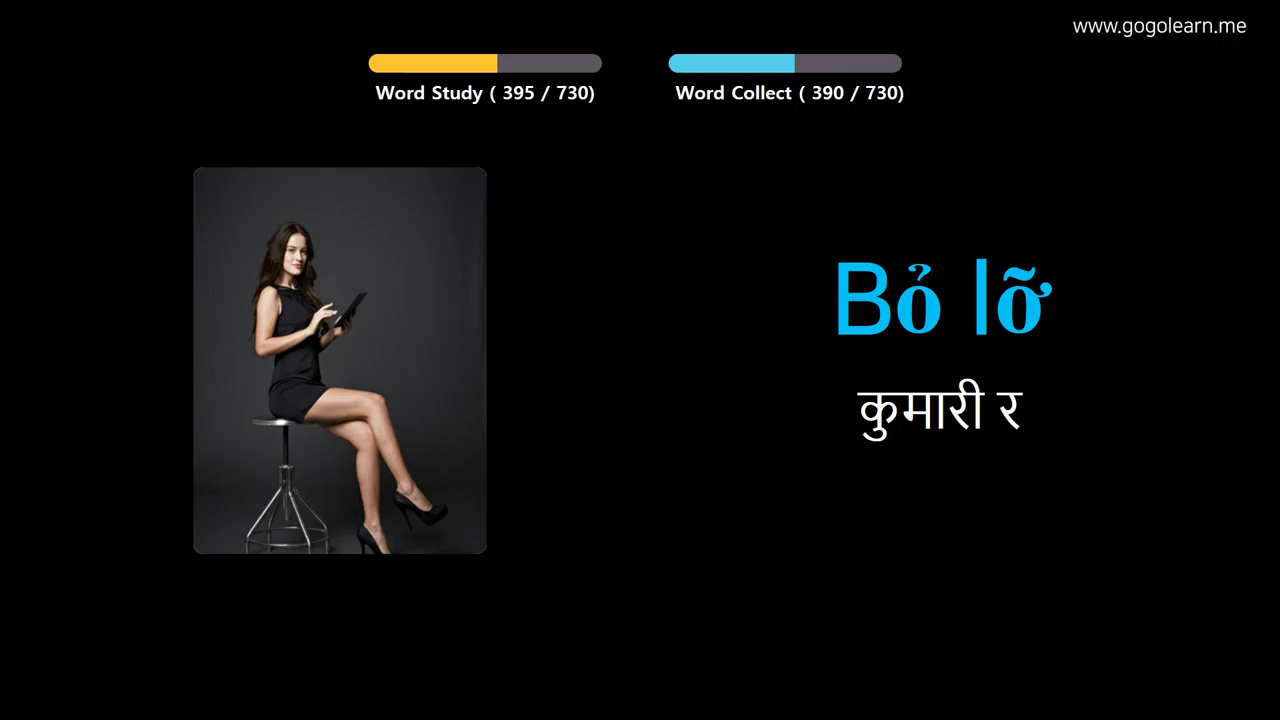 www.gogolearn.me
Word Study ( 395 / 730)
Word Collect ( 390 / 730)
Bỏ lỡ
कुमारी र